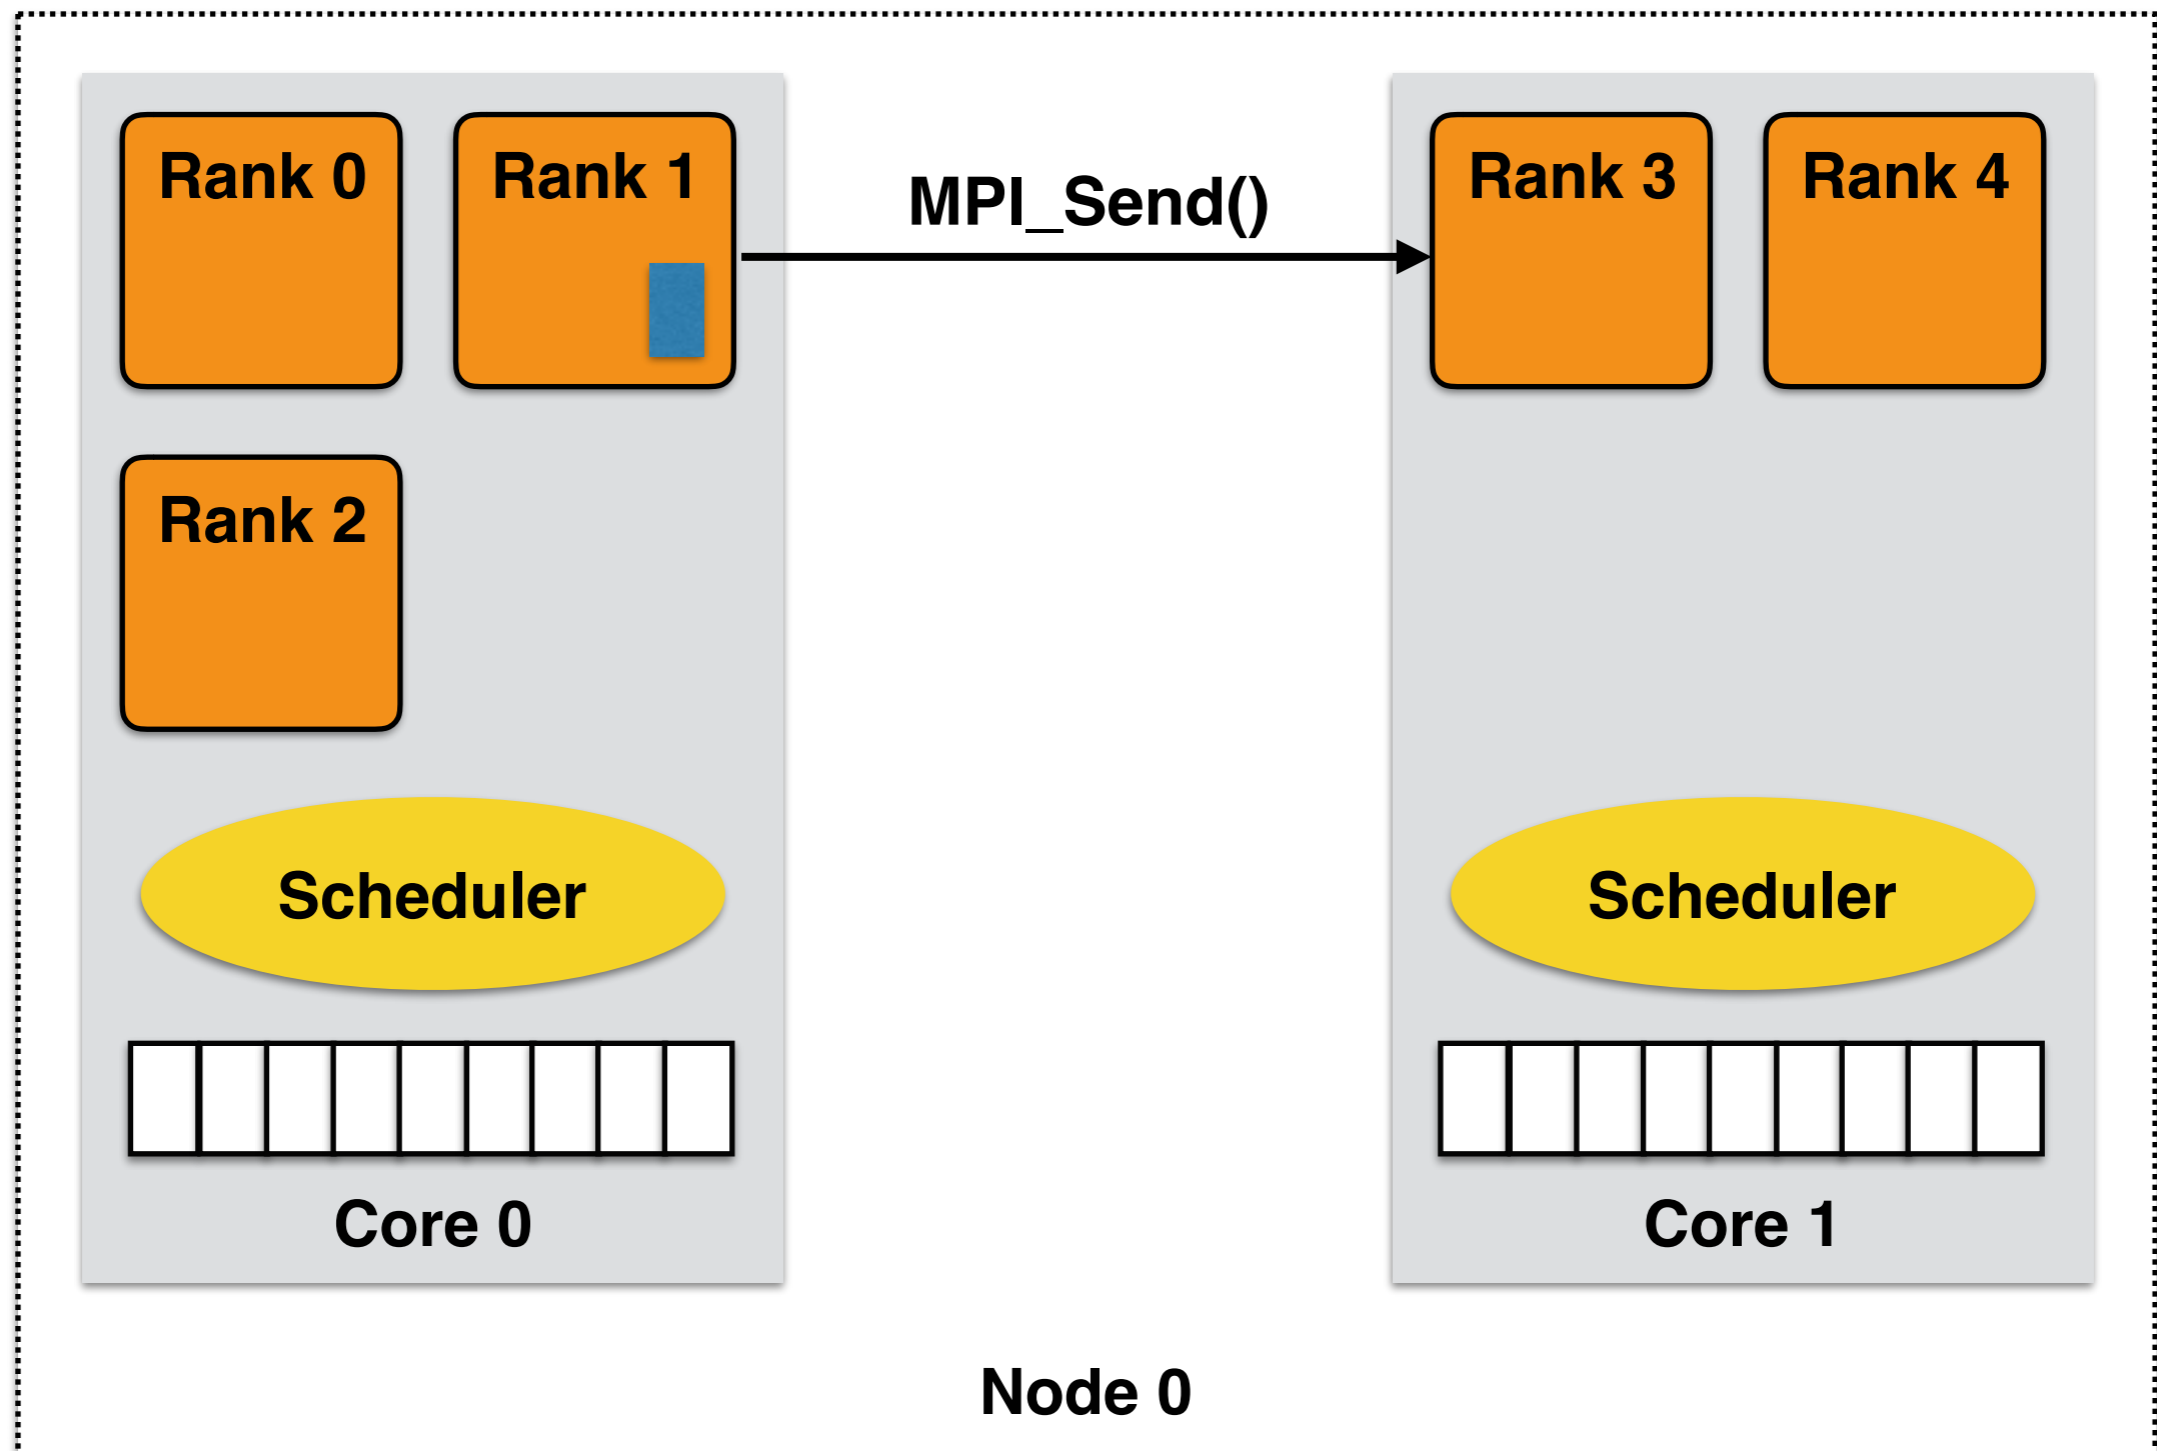 Rank 0
Rank 1
MPI_Send()
Rank 3
Rank 4
Rank 2
Scheduler
Scheduler
Core 0
Core 1
Node 0